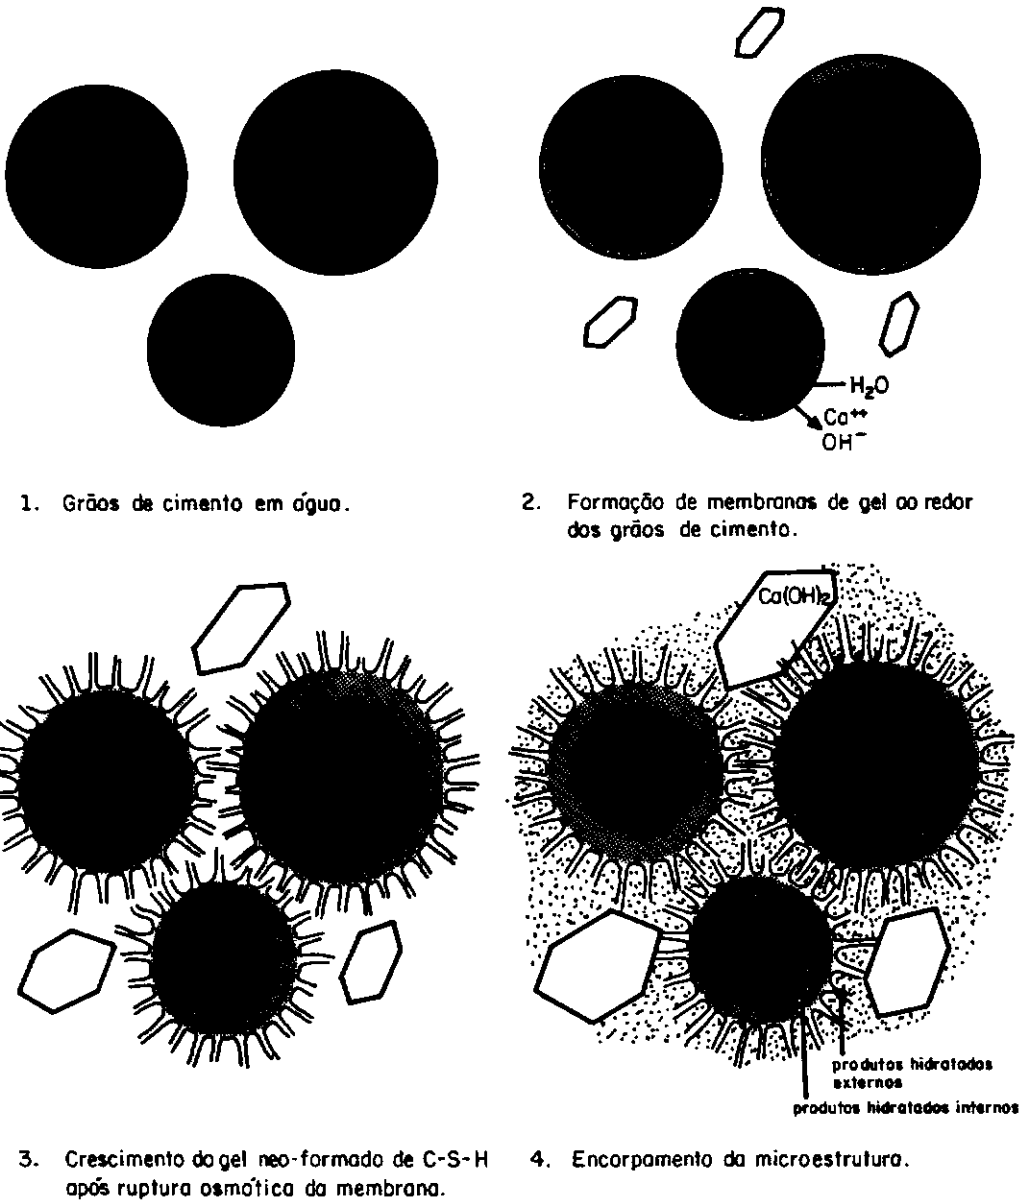 H₂O
Ca⁺⁺
OH⁻
1. Grãos de cimento em água.
2. Formação de membranas de gel ao redor
dos grãos de cimento.
Ca(OH)₂
produtos hidratados
externos
produtos hidratados internos
3. Crescimento do gel neo-formado de C-S-H
após ruptura osmótica da membrana.
4. Encorpamento da microestrutura.